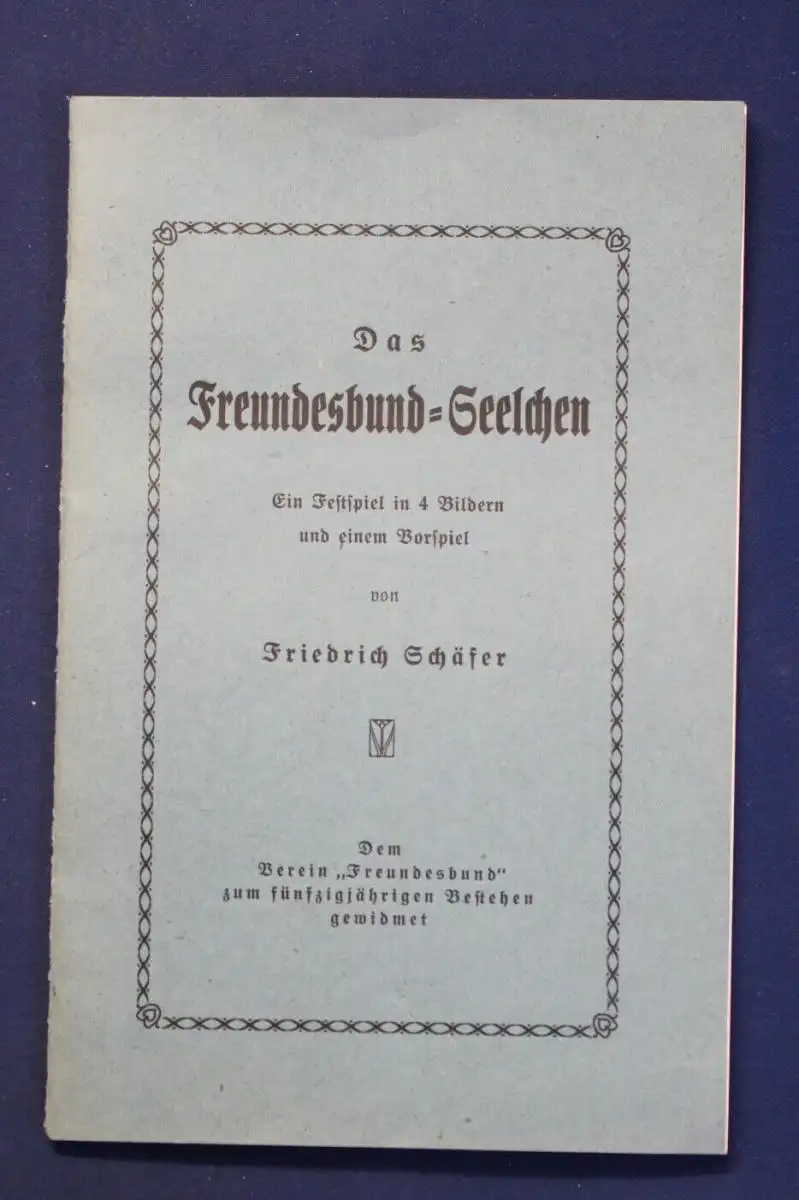 Das
Freundesbund=Seelchen
Ein Feſtſpiel in 4 Bildern
und einem Vorſpiel
von
Friedrich Schäfer
Dem
Verein „Freundesbund“
zum fünfzigjährigen Beſtehen
gewidmet